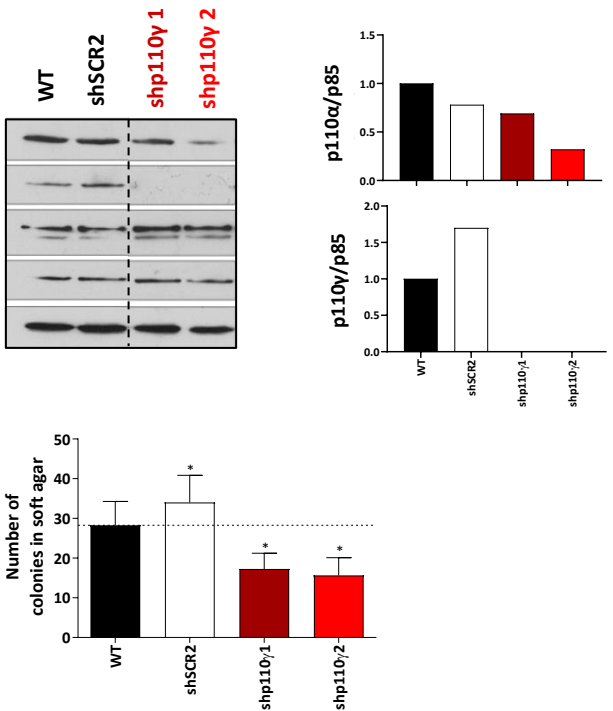 WT
shSCR2
shp110γ 1
shp110γ 2
p110α/p85
1.5
1.0
0.5
0.0
p110γ/p85
2.0
1.5
1.0
0.5
0.0
WT
shSCR2
shp110γ1
shp110γ2
Number of
colonies in soft agar
50
40
30
20
10
0
*
*
*
WT
shSCR2
shp110γ1
shp110γ2